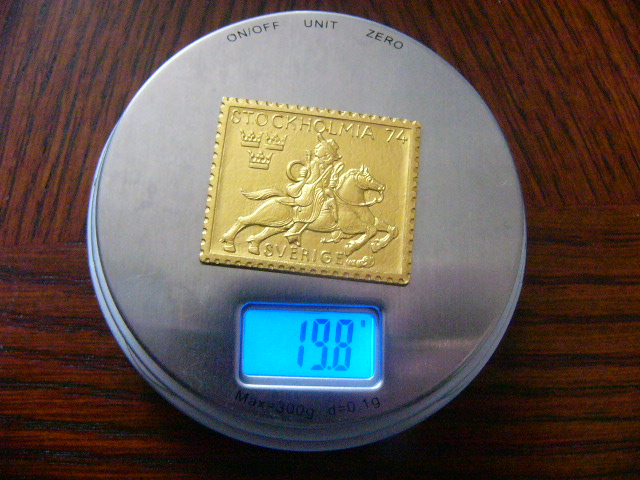 ON/OFF UNIT ZERO
STOCKHOLMIA 74
SVERIGE
19.8
Max=300g d=0.1g